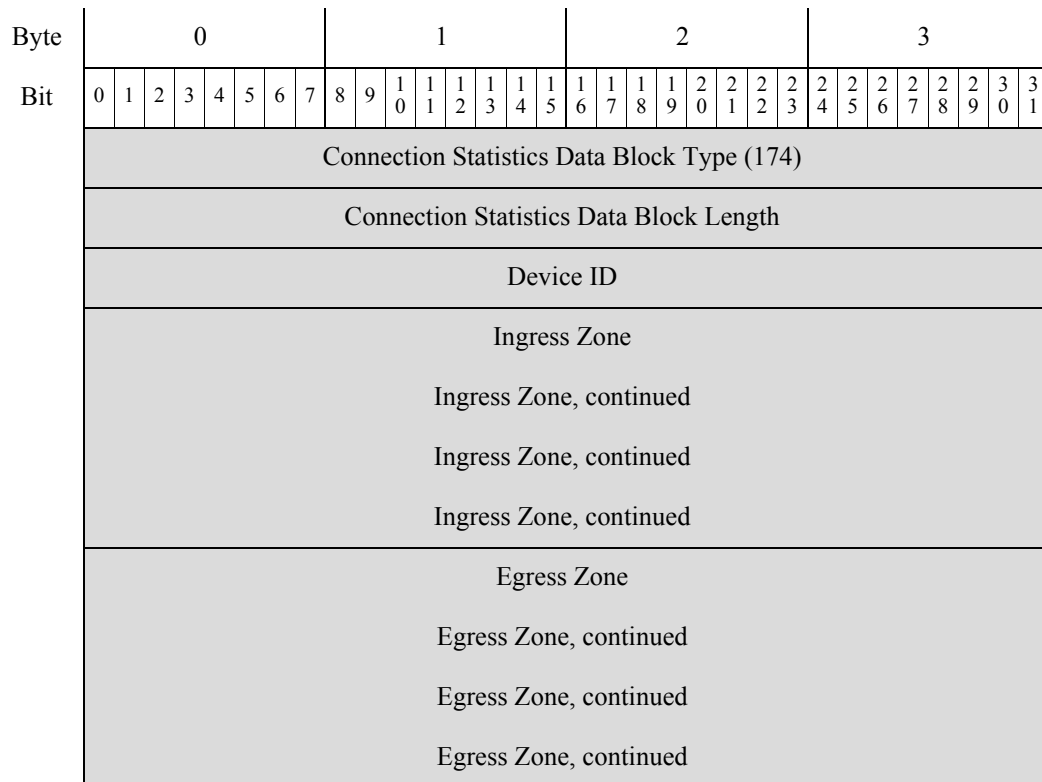 Byte 0 1 2 3
Bit 0 1 2 3 4 5 6 7 8 9 10 11 12 13 14 15 16 17 18 19 20 21 22 23 24 25 26 27 28 29 30 31
Connection Statistics Data Block Type (174)
Connection Statistics Data Block Length
Device ID
Ingress Zone
Ingress Zone, continued
Ingress Zone, continued
Ingress Zone, continued
Egress Zone
Egress Zone, continued
Egress Zone, continued
Egress Zone, continued